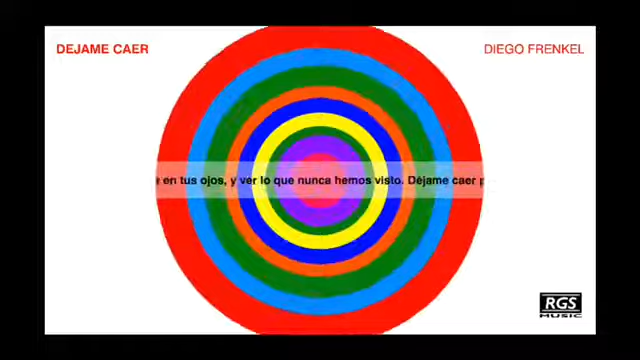 DEJAME CAER
DIEGO FRENKEL
en tus ojos, y ver lo que nunca hemos visto. Déjame caer
RGS
MUSIC